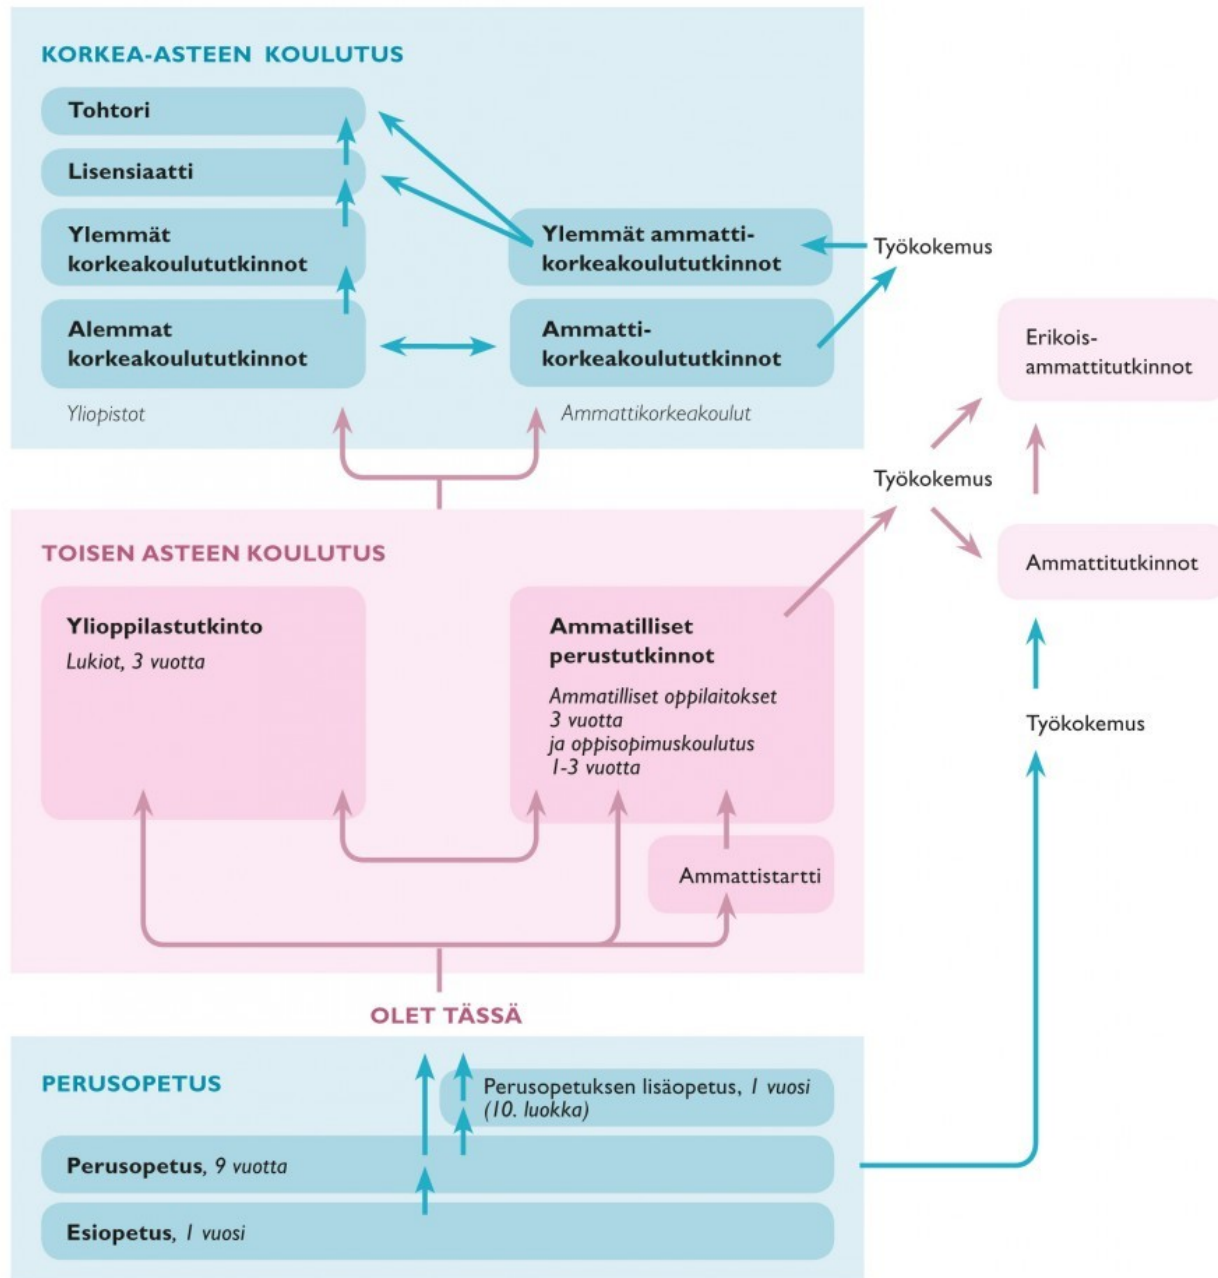 KORKEA-ASTEEN KOULUTUS
Tohtori
Lisensiaatti
Ylemmät
korkeakoulututkinnot
Ylemmät ammatti-
korkeakoulututkinnot
Työkokemus
Alemmat
korkeakoulututkinnot
Ammatti-
korkeakoulututkinnot
Yliopistot
Ammattikorkeakoulut
Erikois-
ammattitutkinnot
Työkokemus
Ammattitutkinnot
TOISEN ASTEEN KOULUTUS
Ylioppilastutkinto
Lukiot, 3 vuotta
Ammatilliset
perustutkinnot
Ammatilliset oppilaitokset
3 vuotta
ja oppisopimuskoulutus
1-3 vuotta
Työkokemus
Ammattistartti
OLET TÄSSÄ
PERUSOPETUS
Perusopetuksen lisäopetus, 1 vuosi
(10. luokka)
Perusopetus, 9 vuotta
Esiopetus, 1 vuosi